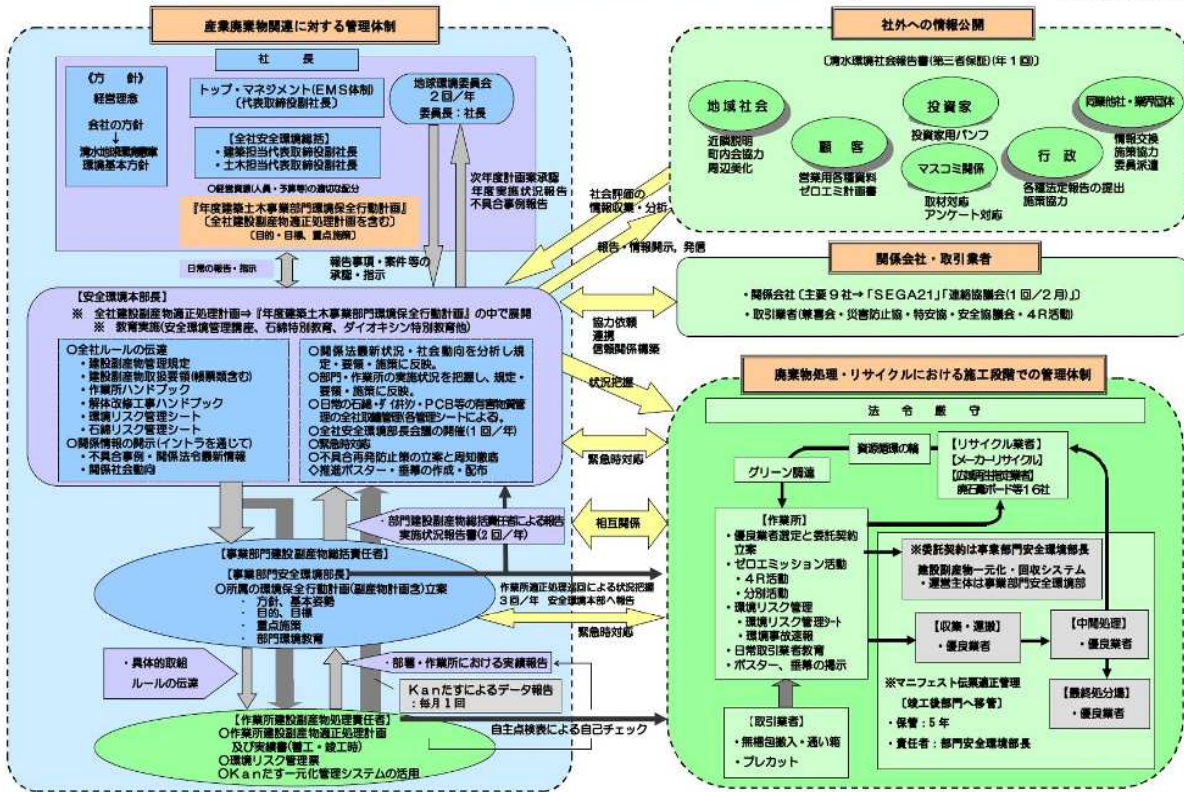 産業廃棄物関連に対する管理体制
社 長
《方 針》
経営理念
会社の方針
↓
清水地球環境憲章
環境基本方針
トップ・マネジメント(EMS体制)
〔代表取締役副社長〕
【全社安全環境総括】
・建築担当代表取締役副社長
・土木担当代表取締役副社長
○経営資源(人員・予算等)の適切な配分
『年度建築土木事業部門環境保全行動計画』
〔全社建設副産物適正処理計画を含む〕
〔目的・目標、重点施策〕
地球環境委員会
2回/年
委員長:社長
次年度計画案承認
年度実施状況報告
不具合事例報告
日常の報告・指示
報告事項・案件等の
承認・指示
【安全環境本部長】
※ 全社建設副産物適正処理計画⇒『年度建築土木事業部門環境保全行動計画』の中で展開
※ 教育実施(安全環境管理講座、石綿特別教育、ダイオキシン特別教育他)
○全社ルールの伝達
・建設副産物管理規定
・建設副産物取扱要領(帳票類含む)
・作業所ハンドブック
・解体改修工事ハンドブック
・環境リスク管理シート
・石綿リスク管理シート
○関係情報の開示(イントラを通じて)
・不具合事例・関係法令最新情報
・関係社会動向
○関係法最新状況・社会動向を分析し規
定・要領・施策に反映。
○部門・作業所の実施状況を把握し、規定・
要領・施策に反映。
○日常の石綿・ダイオキシン・PCB等の有害物質管
理の全社取纏管理(各管理シートによる。
○全社安全環境部長会議の開催(1回/年)
○緊急時対応
○不具合再発防止策の立案と周知徹底
◇推進ポスター・垂幕の作成・配布
・部門建設副産物総括責任者による報告
実施状況報告書(2回/年)
【事業部門建設副産物総括責任者】
【事業部門安全環境部長】
○所属の環境保全行動計画(副産物計画含)立案
・ 方針、基本姿勢
・ 目的、目標
・ 重点施策
・ 部門環境教育
・具体的取組
ルールの伝達
・部署・作業所における実績報告
Kanたすによるデータ報告
:毎月1回
【作業所建設副産物処理責任者】
○作業所建設副産物適正処理計画
及び実績書(着工・竣工時)
○環境リスク管理票
○Kanたす一元化管理システムの活用
社会評価の
情報収集・分析
報告・情報開示、発信
協力依頼
連携
信頼関係構築
状況把握
緊急時対応
相互関係
作業所適正処理巡回による状況把握
3回/年 安全環境本部へ報告
緊急時対応
自主点検表による自己チェック
社外への情報公開
〔清水環境社会報告書(第三者保証)(年1回)〕
地域社会
近隣説明
町内会協力
周辺美化
顧 客
営業用各種資料
ゼロエミ計画書
投資家
投資家用パンフ
マスコミ関係
取材対応
アンケート対応
同業他社・業界団体
情報交換
施策協力
委員派遣
行 政
各種法定報告の提出
施策協力
関係会社・取引業者
・関係会社〔主要9社→「SEGA21」「連絡協議会(1回/2月)」〕
・取引業者(兼喜会・災害防止協・特安協・安全協議会・4R活動)
廃棄物処理・リサイクルにおける施工段階での管理体制
法 令 厳 守
資源循環の輪
グリーン調達
【リサイクル業者】
【メーカーリサイクル】
【広域再生指定業者】
廃石膏ボード等16社
【作業所】
・優良業者選定と委託契約
立案
・ゼロエミッション活動
・4R活動
・分別活動
・環境リスク管理
・環境リスク管理シート
・環境事故速報
・日常取引業者教育
・ポスター、垂幕の掲示
※委託契約は事業部門安全環境部長
建設副産物一元化・回収システム
・運営主体は事業部門安全環境部
【収集・運搬】
・優良業者
【中間処理】
・優良業者
【最終処分場】
・優良業者
※マニフェスト伝票適正管理
〔竣工後部門へ移管〕
・保管:5年
・責任者:部門安全環境部長
【取引業者】
・無梱包搬入・通い箱
・プレカット